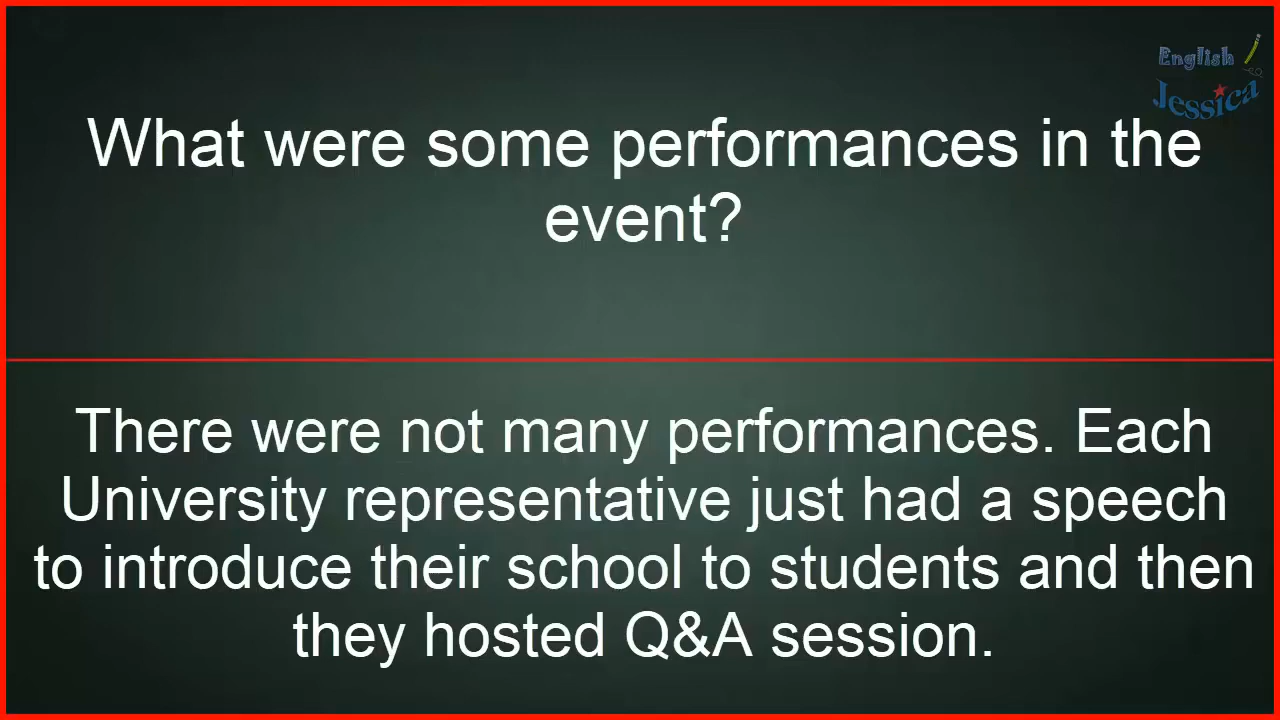 English
Jessica
What were some performances in the
event?
There were not many performances. Each
University representative just had a speech
to introduce their school to students and then
they hosted Q&A session.